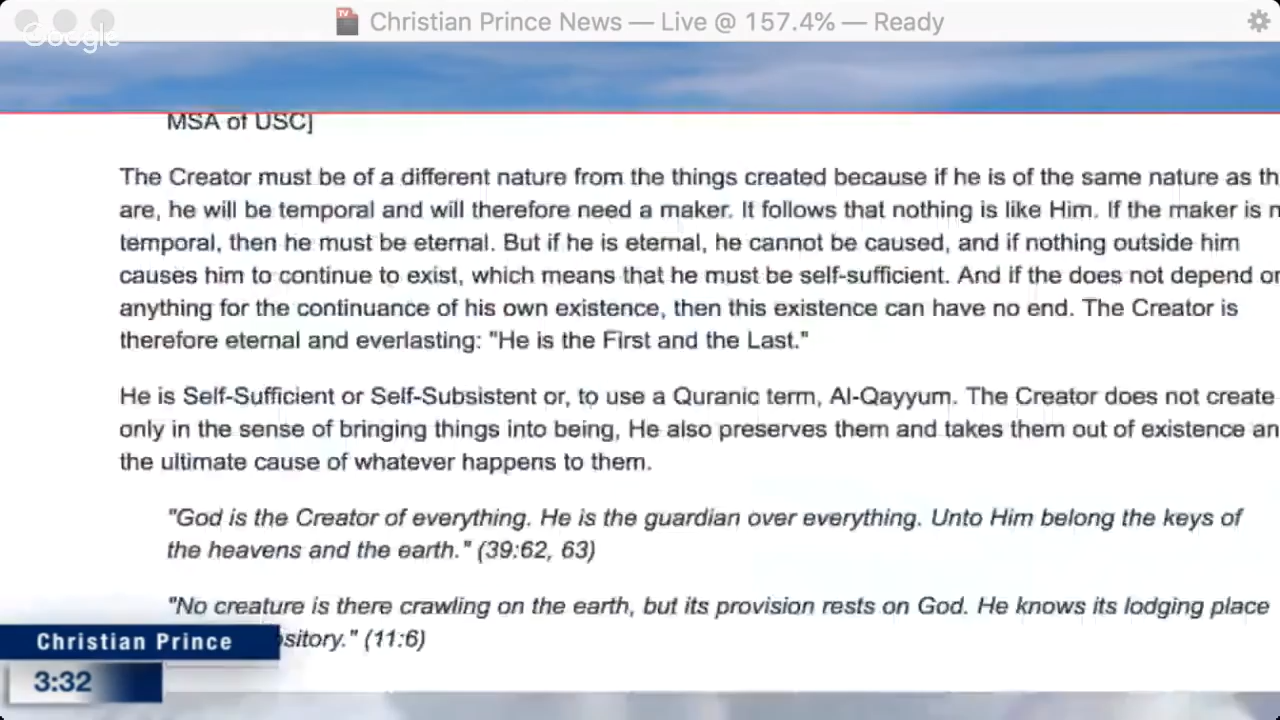 Christian Prince News — Live @ 157.4% — Ready
Google
MSA of USC]
The Creator must be of a different nature from the things created because if he is of the same nature as th
are, he will be temporal and will therefore need a maker. It follows that nothing is like Him. If the maker is n
temporal, then he must be eternal. But if he is eternal, he cannot be caused, and if nothing outside him
causes him to continue to exist, which means that he must be self-sufficient. And if the does not depend on
anything for the continuance of his own existence, then this existence can have no end. The Creator is
therefore eternal and everlasting: "He is the First and the Last."
He is Self-Sufficient or Self-Subsistent or, to use a Quranic term, Al-Qayyum. The Creator does not create
only in the sense of bringing things into being, He also preserves them and takes them out of existence an
the ultimate cause of whatever happens to them.
"God is the Creator of everything. He is the guardian over everything. Unto Him belong the keys of
the heavens and the earth." (39:62, 63)
"No creature is there crawling on the earth, but its provision rests on God. He knows its lodging place
sitory." (11:6)
Christian Prince
3:32